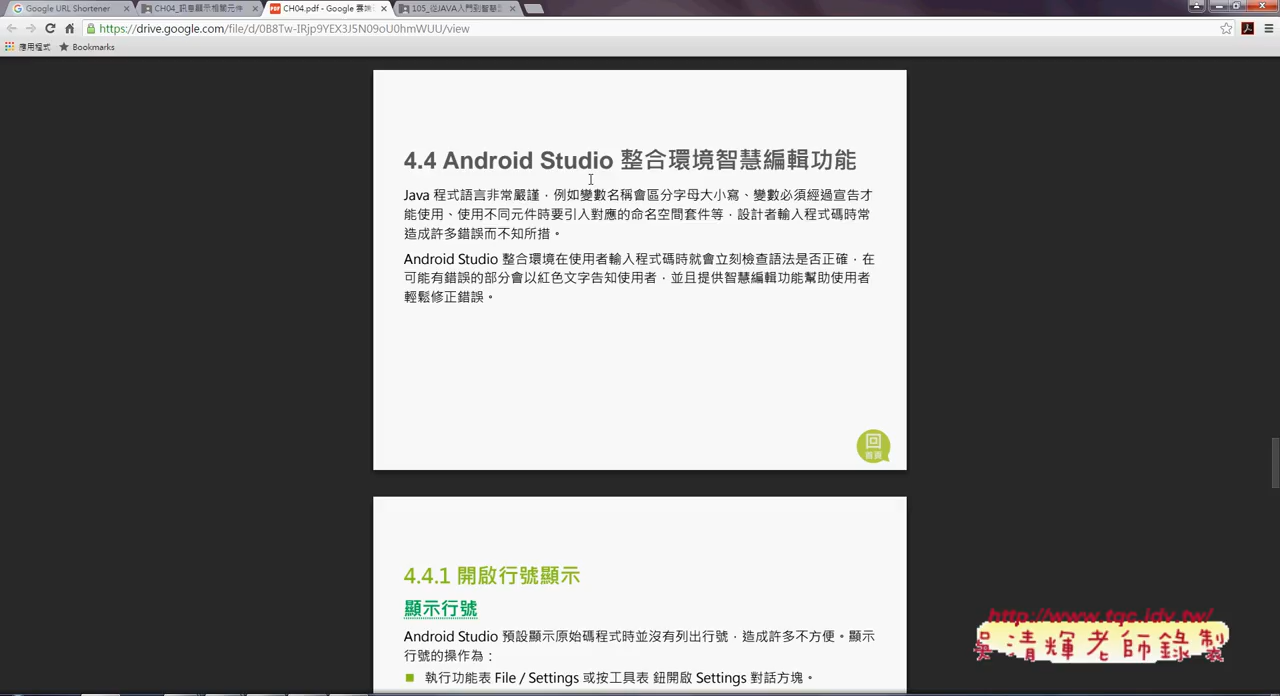 Google URL Shortener
CH04_訊息顯示相關元件
CH04.pdf - Google 雲端
105_從JAVA入門到智慧
https://drive.google.com/file/d/0B8Tw-IRjp9YEX3J5N09oU0hmWUU/view
應用程式
Bookmarks
4.4 Android Studio 整合環境智慧編輯功能
Java 程式語言非常嚴謹，例如變數名稱會區分字母大小寫、變數必須經過宣告才
能使用、使用不同元件時要引入對應的命名空間套件等，設計者輸入程式碼時常
造成許多錯誤而不知所措。
Android Studio 整合環境在使用者輸入程式碼時就會立刻檢查語法是否正確，在
可能有錯誤的部分會以紅色文字告知使用者，並且提供智慧編輯功能幫助使用者
輕鬆修正錯誤。
回
首頁
4.4.1 開啟行號顯示
顯示行號
Android Studio 預設顯示原始碼程式時並沒有列出行號，造成許多不方便。顯示
行號的操作為：
執行功能表 File / Settings 或按工具表 鈕開啟 Settings 對話方塊。
http://www.tqc.idv.tw/
吳清輝老師錄製